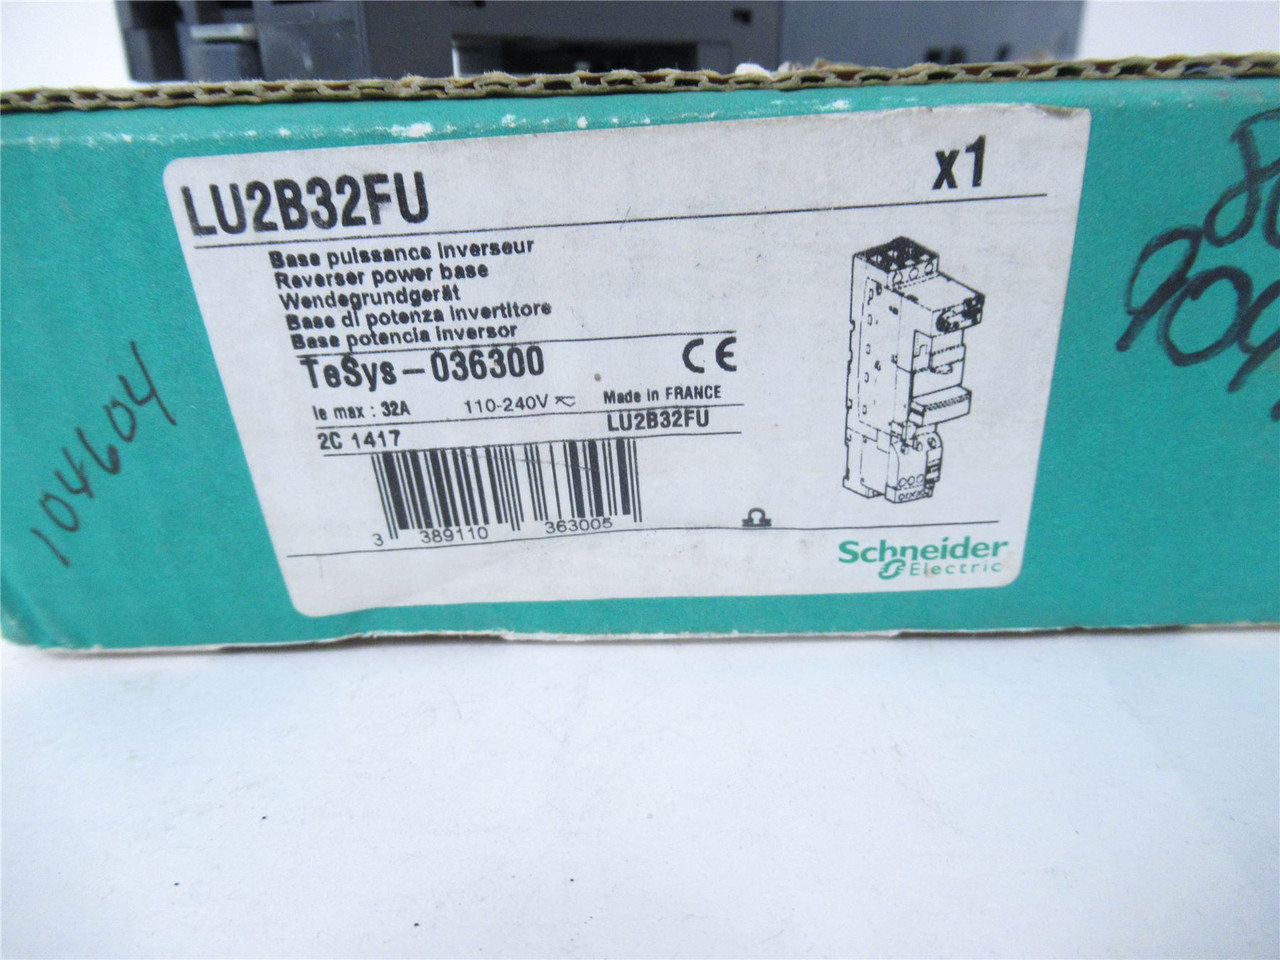 LU2B32FU x1
Base puissance inverseur
Reverser power base
Wendegrundgerät
Base di potenza invertitore
Base potencia inversor
TeSys-036300 CE
Ie max : 32A 110-240V Made in FRANCE
2C 1417 LU2B32FU
3 389110 363005
Schneider
Electric
104604